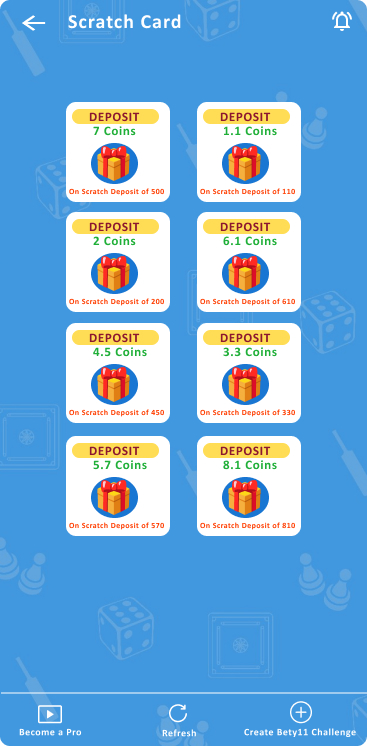 Scratch Card
DEPOSIT
7 Coins
On Scratch Deposit of 500
DEPOSIT
1.1 Coins
On Scratch Deposit of 110
DEPOSIT
2 Coins
On Scratch Deposit of 200
DEPOSIT
6.1 Coins
On Scratch Deposit of 610
DEPOSIT
4.5 Coins
On Scratch Deposit of 450
DEPOSIT
3.3 Coins
On Scratch Deposit of 330
DEPOSIT
5.7 Coins
On Scratch Deposit of 570
DEPOSIT
8.1 Coins
On Scratch Deposit of 810
Become a Pro
Refresh
Create Bety11 Challenge